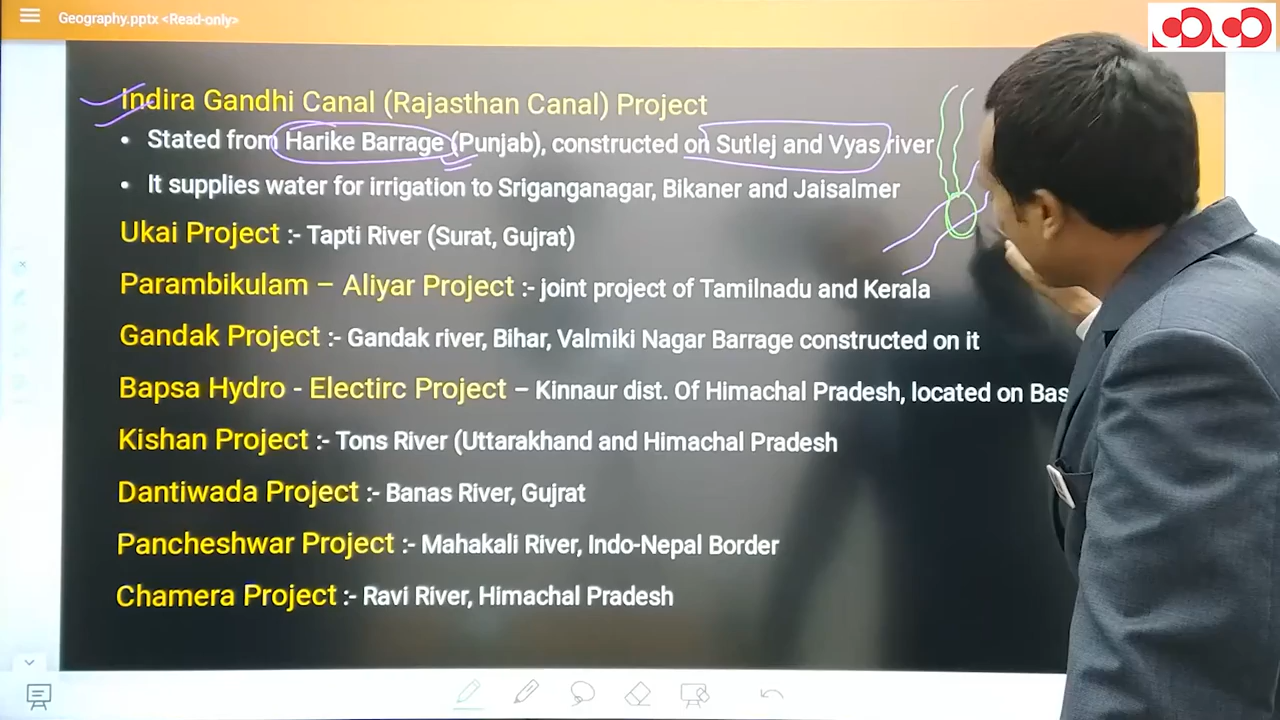 Geography.pptx <Read-only>
Indira Gandhi Canal (Rajasthan Canal) Project
• Stated from Harike Barrage (Punjab), constructed on Sutlej and Vyas river
• It supplies water for irrigation to Sriganganagar, Bikaner and Jaisalmer
Ukai Project :- Tapti River (Surat, Gujrat)
Parambikulam – Aliyar Project :- joint project of Tamilnadu and Kerala
Gandak Project :- Gandak river, Bihar, Valmiki Nagar Barrage constructed on it
Bapsa Hydro - Electirc Project – Kinnaur dist. Of Himachal Pradesh, located on Bas
Kishan Project :- Tons River (Uttarakhand and Himachal Pradesh
Dantiwada Project :- Banas River, Gujrat
Pancheshwar Project :- Mahakali River, Indo-Nepal Border
Chamera Project :- Ravi River, Himachal Pradesh